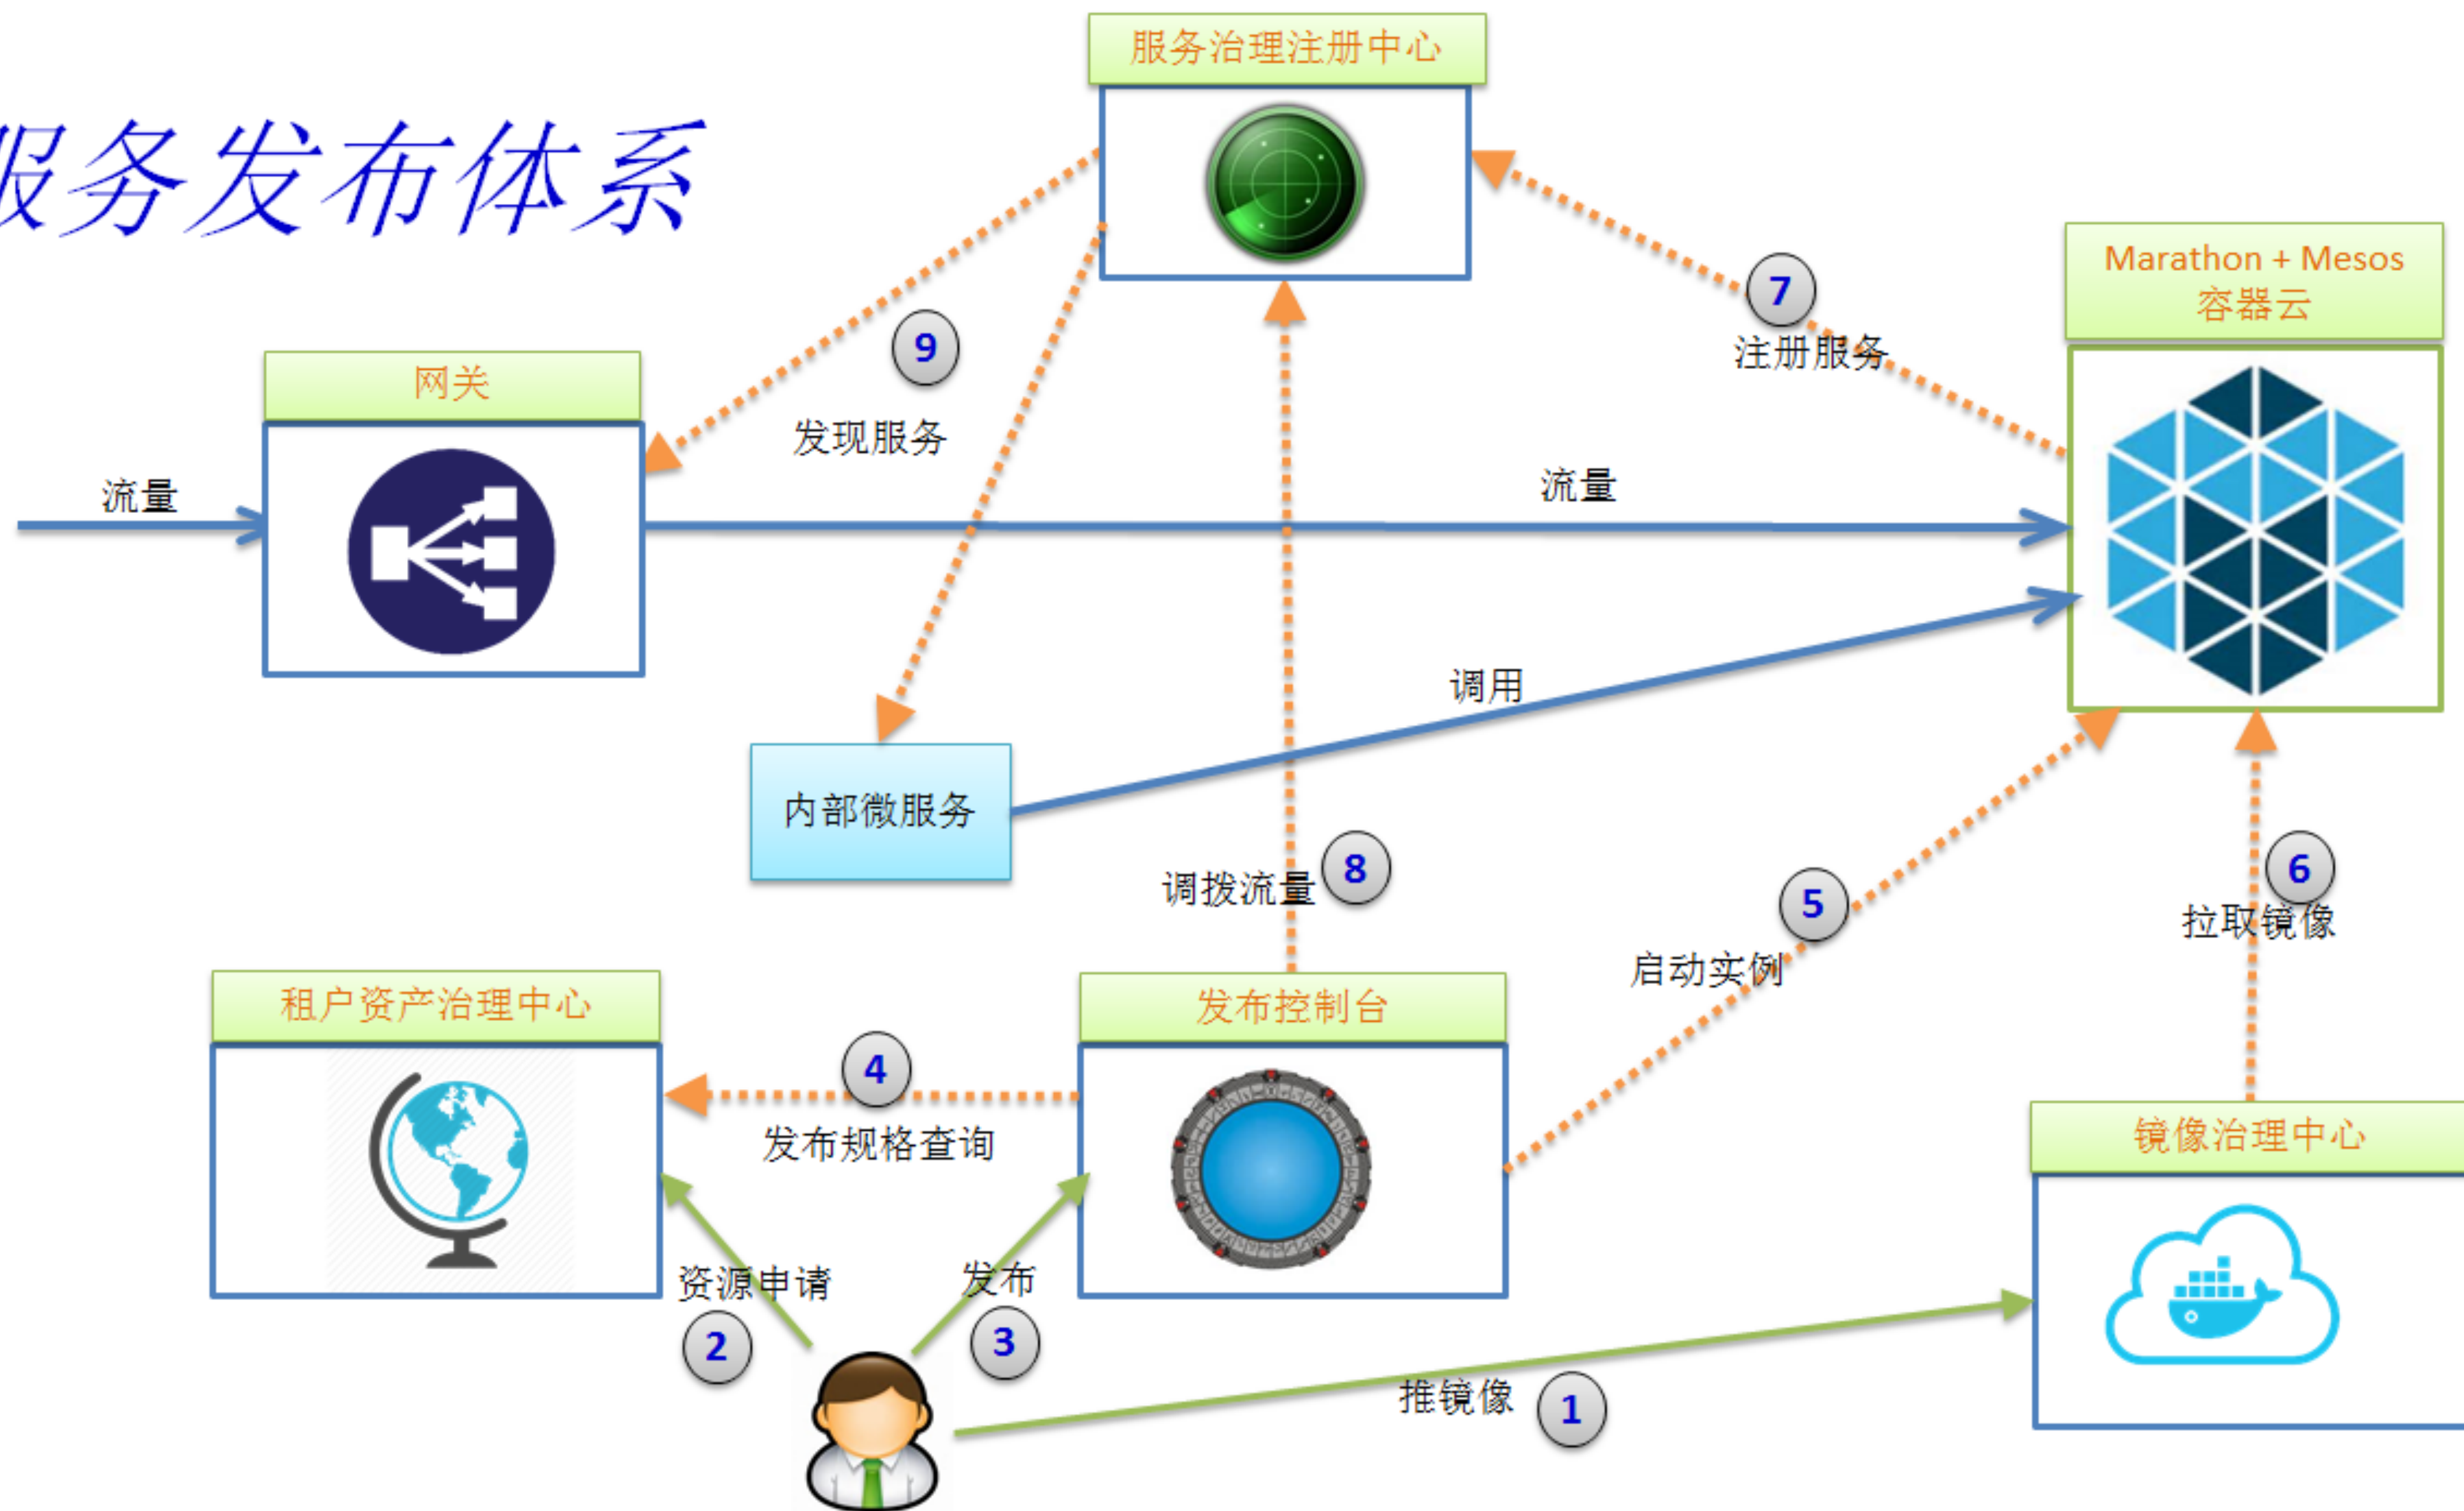 服务治理注册中心
服务发布体系
Marathon + Mesos
容器云
7
注册服务
9
网关
发现服务
流量
流量
调用
内部微服务
8
调拨流量
5
6
拉取镜像
启动实例
租户资产治理中心
发布控制台
4
发布规格查询
镜像治理中心
资源申请
发布
2
3
推镜像
1